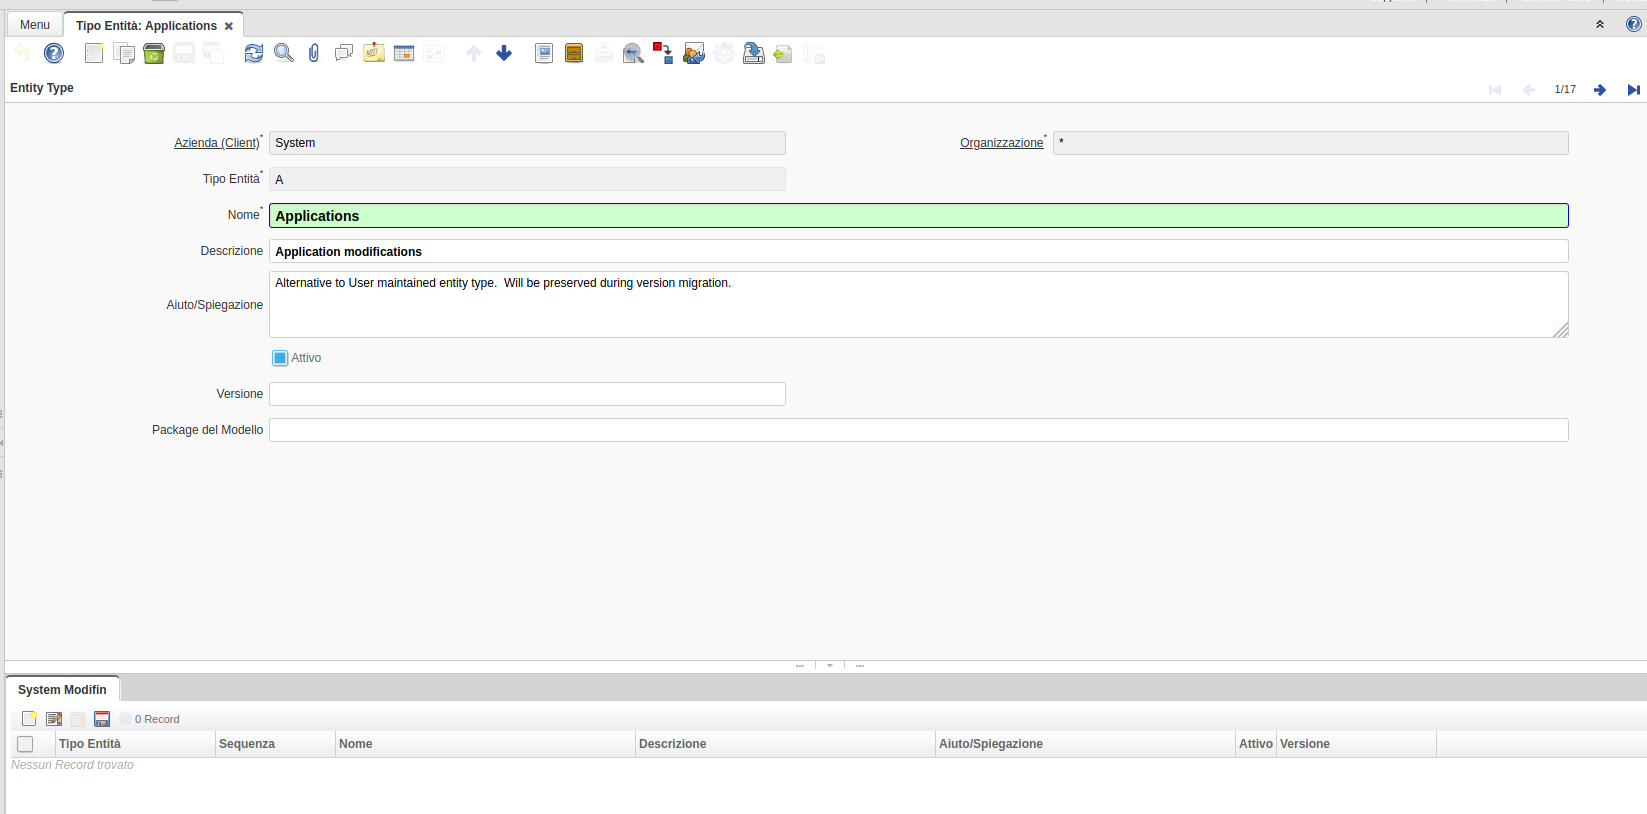 Menu
Tipo Entità: Applications
Entity Type
1/17
Azienda (Client)* System
Organizzazione* *
Tipo Entità* A
Nome* Applications
Descrizione Application modifications
Aiuto/Spiegazione Alternative to User maintained entity type.  Will be preserved during version migration.
Attivo
Versione
Package del Modello
System Modifin
0 Record
Tipo Entità Sequenza Nome Descrizione Aiuto/Spiegazione Attivo Versione
Nessun Record trovato